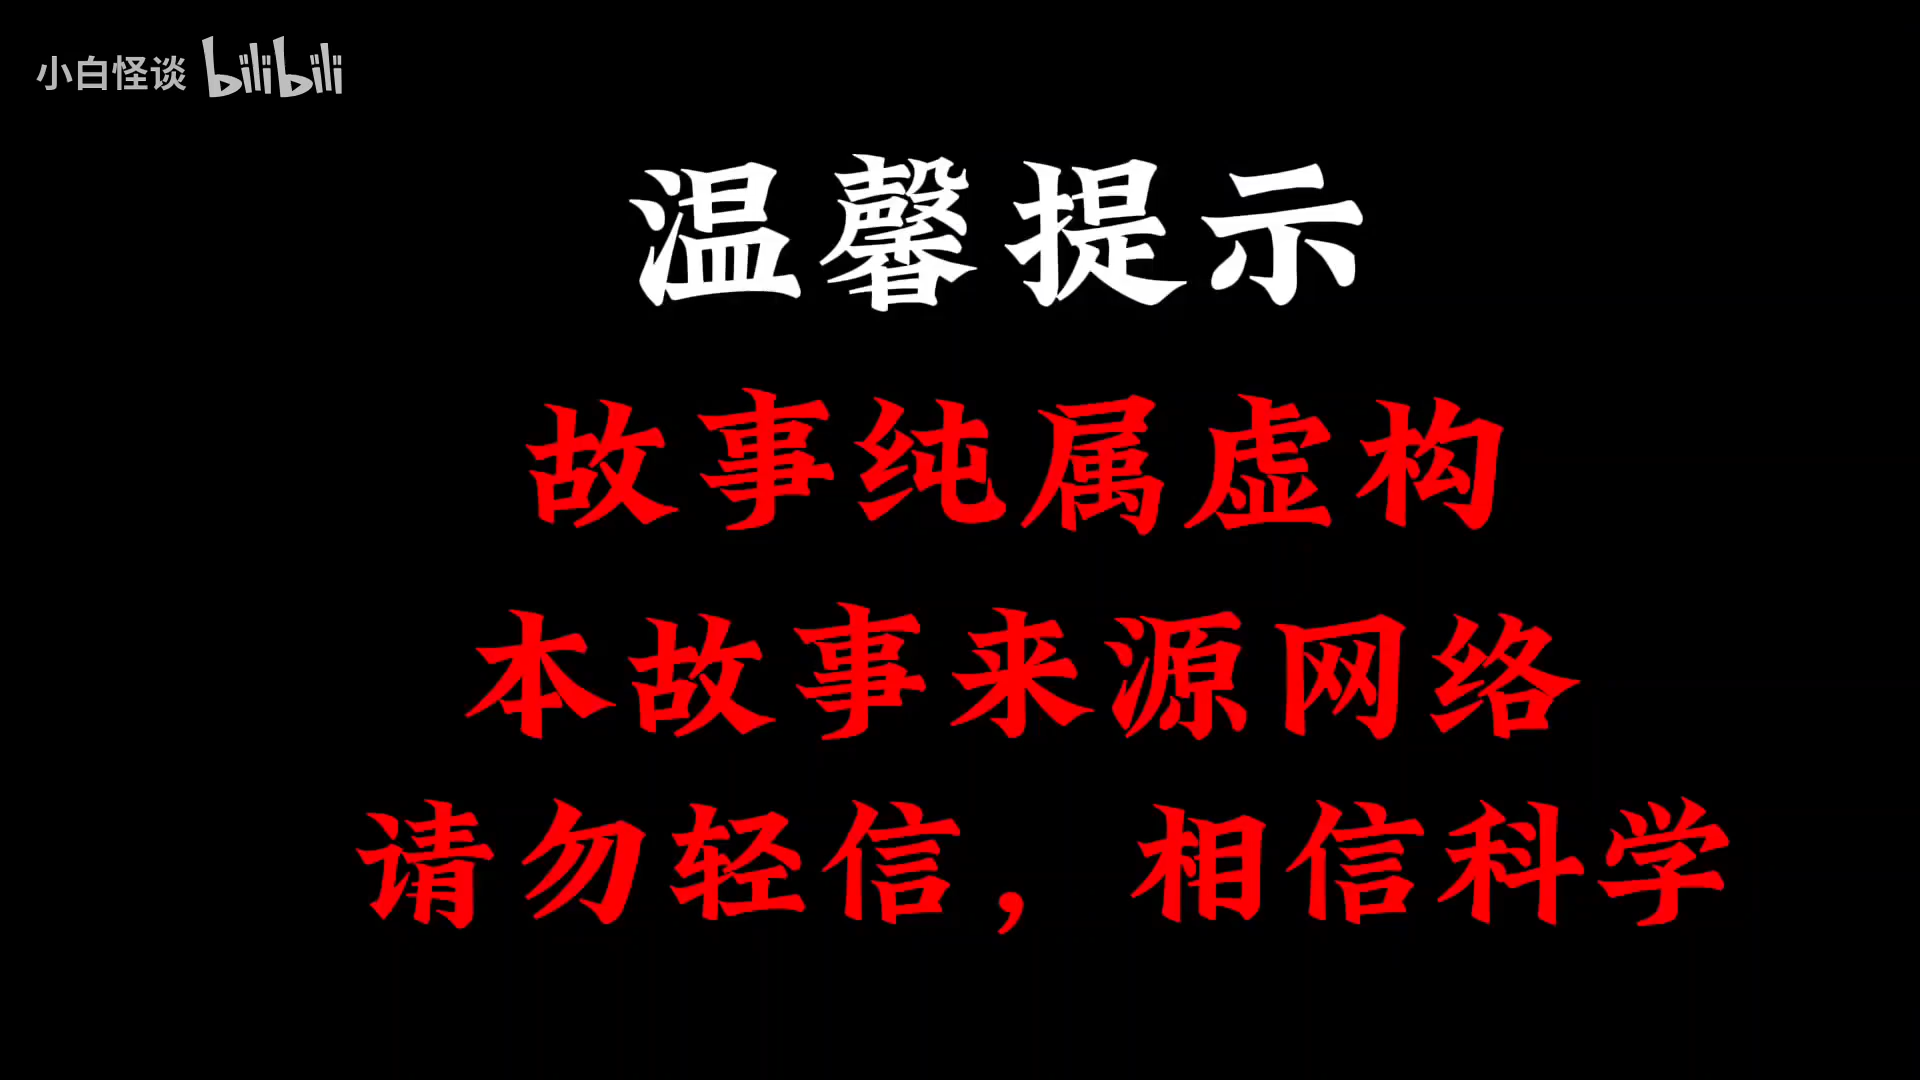 小白怪谈 bilibili
温馨提示
故事纯属虚构
本故事来源网络
请勿轻信，相信科学